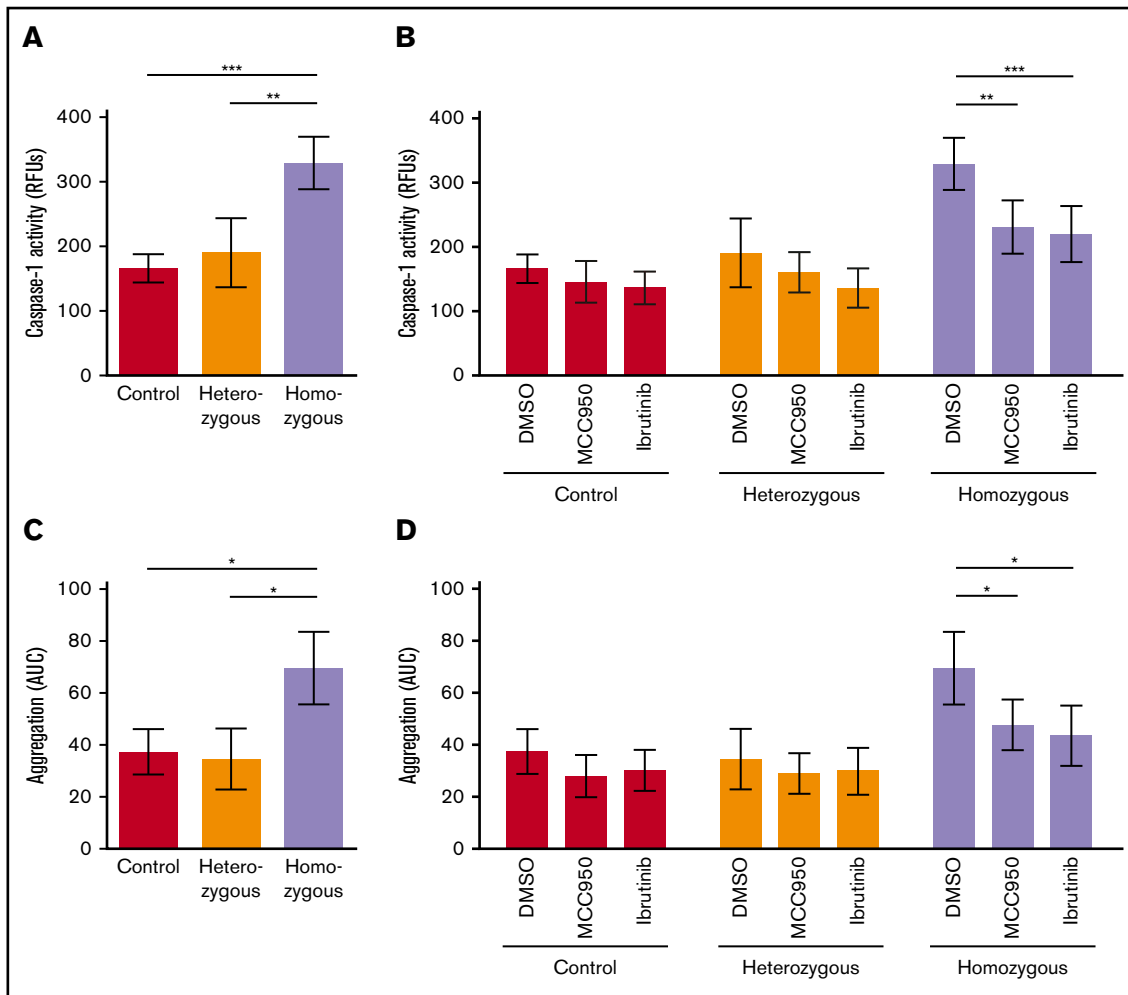 A
***
**
Caspase-1 activity (RFUs)
400
300
200
100
0
Control
Hetero-
zygous
Homo-
zygous
B
***
**
Caspase-1 activity (RFUs)
400
300
200
100
0
DMSO
MCC950
Ibrutinib
DMSO
MCC950
Ibrutinib
DMSO
MCC950
Ibrutinib
Control
Heterozygous
Homozygous
C
*
*
Aggregation (AUC)
100
80
60
40
20
0
Control
Hetero-
zygous
Homo-
zygous
D
*
*
Aggregation (AUC)
100
80
60
40
20
0
DMSO
MCC950
Ibrutinib
DMSO
MCC950
Ibrutinib
DMSO
MCC950
Ibrutinib
Control
Heterozygous
Homozygous